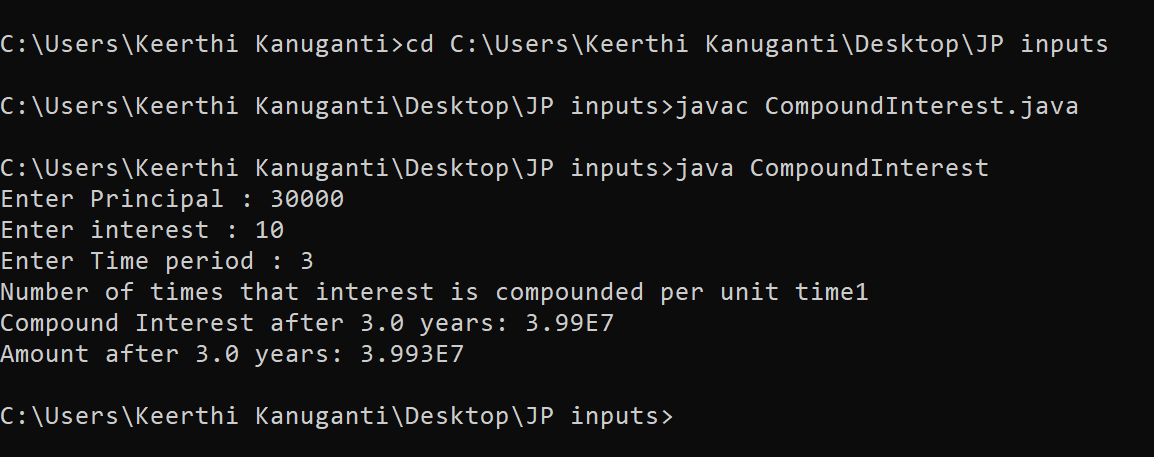 C:\Users\Keerthi Kanuganti>cd C:\Users\Keerthi Kanuganti\Desktop\JP inputs
C:\Users\Keerthi Kanuganti\Desktop\JP inputs>javac CompoundInterest.java
C:\Users\Keerthi Kanuganti\Desktop\JP inputs>java CompoundInterest
Enter Principal : 30000
Enter interest : 10
Enter Time period : 3
Number of times that interest is compounded per unit time1
Compound Interest after 3.0 years: 3.99E7
Amount after 3.0 years: 3.993E7
C:\Users\Keerthi Kanuganti\Desktop\JP inputs>